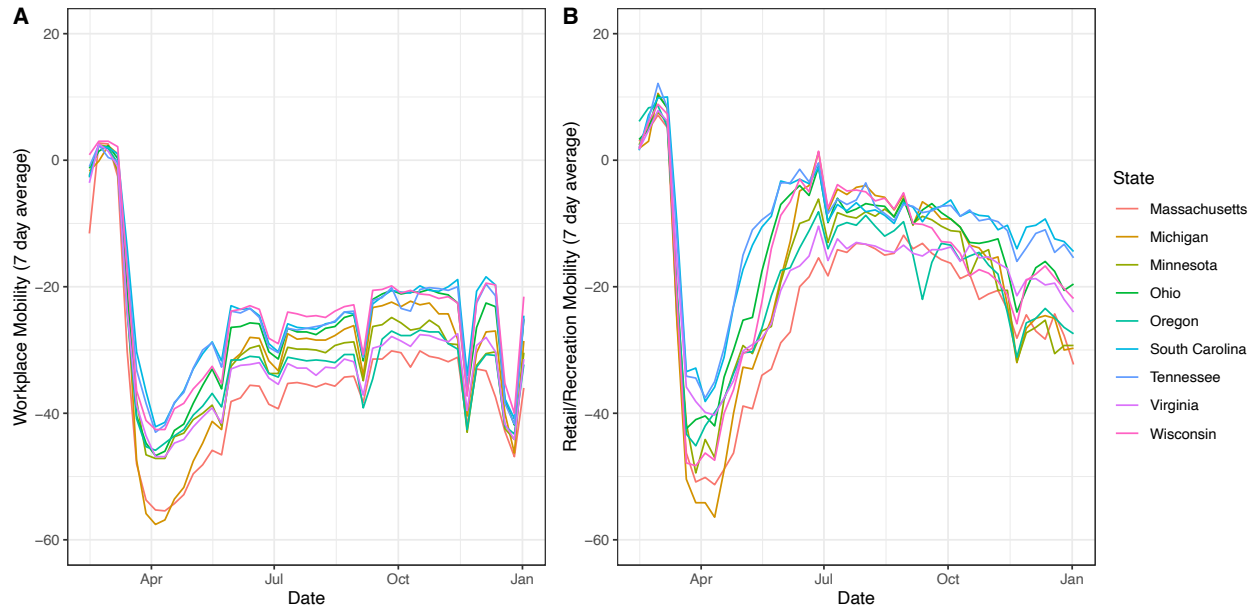 A
Workplace Mobility (7 day average)
20
0
−20
−40
−60
Apr
Jul
Oct
Jan
Date
B
Retail/Recreation Mobility (7 day average)
20
0
−20
−40
−60
Apr
Jul
Oct
Jan
Date
State
Massachusetts
Michigan
Minnesota
Ohio
Oregon
South Carolina
Tennessee
Virginia
Wisconsin